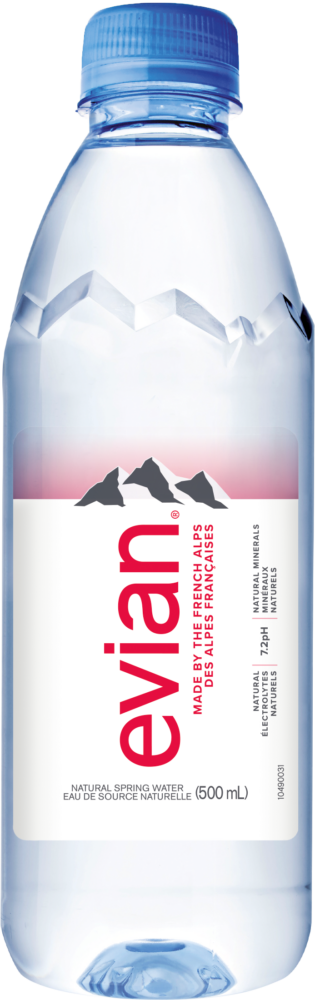 evian®
MADE BY THE FRENCH ALPS
DES ALPES FRANÇAISES
NATURAL
ÉLECTROLYTES
NATURELS
7.2pH
NATURAL MINERALS
MINÉRAUX
NATURELS
NATURAL SPRING WATER
EAU DE SOURCE NATURELLE (500 mL)
10490031